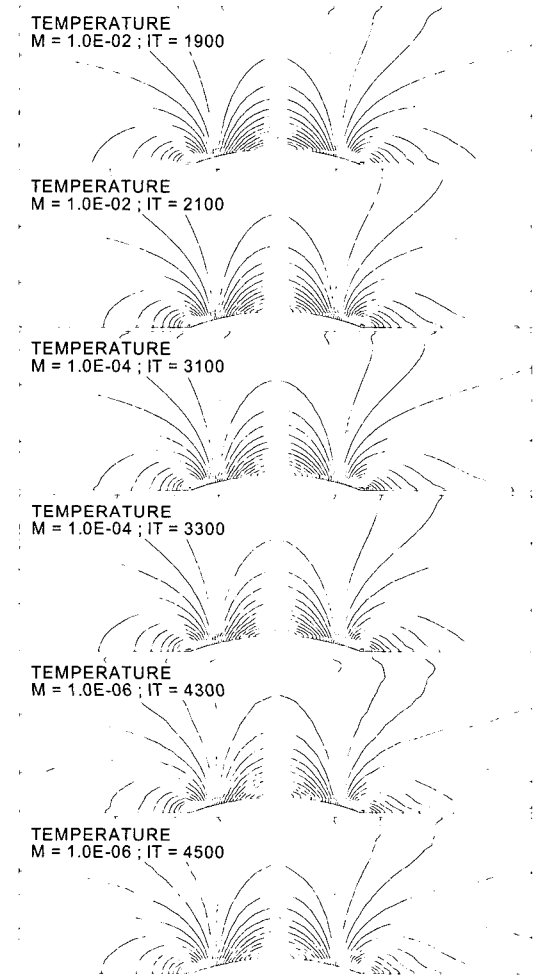 TEMPERATURE
M = 1.0E-02 ; IT = 1900
TEMPERATURE
M = 1.0E-02 ; IT = 2100
TEMPERATURE
M = 1.0E-04 ; IT = 3100
TEMPERATURE
M = 1.0E-04 ; IT = 3300
TEMPERATURE
M = 1.0E-06 ; IT = 4300
TEMPERATURE
M = 1.0E-06 ; IT = 4500